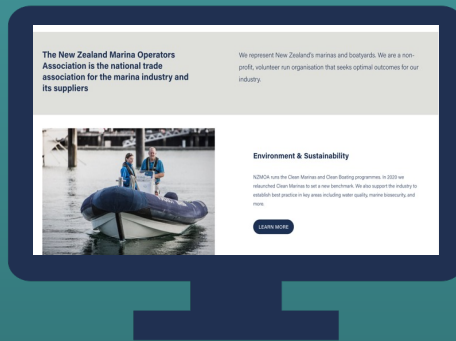 The New Zealand Marina Operators
Association is the national trade
association for the marina industry and
its suppliers
We represent New Zealand's marinas and boatyards. We are a non-
profit, volunteer run organisation that seeks optimal outcomes for our
industry.
Environment & Sustainability
NZMOA runs the Clean Marinas and Clean Boating programmes. In 2020 we
relaunched Clean Marinas to set a new benchmark. We also support the industry to
establish best practice in key areas including water quality, marine biosecurity, and
more.
LEARN MORE